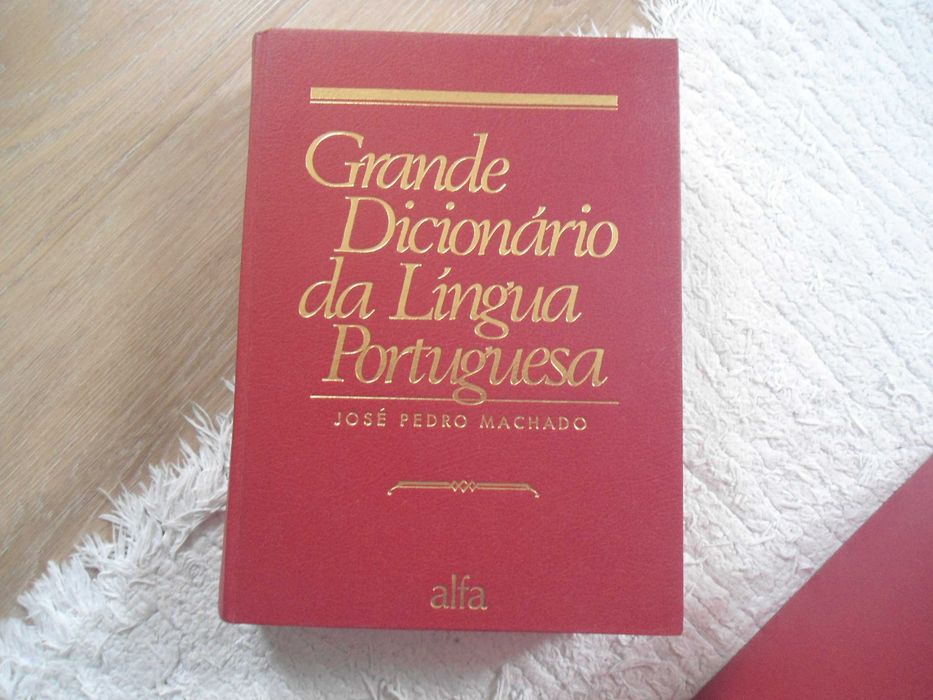 Grande
Dicionário
da Língua
Portuguesa
JOSÉ PEDRO MACHADO
alfa